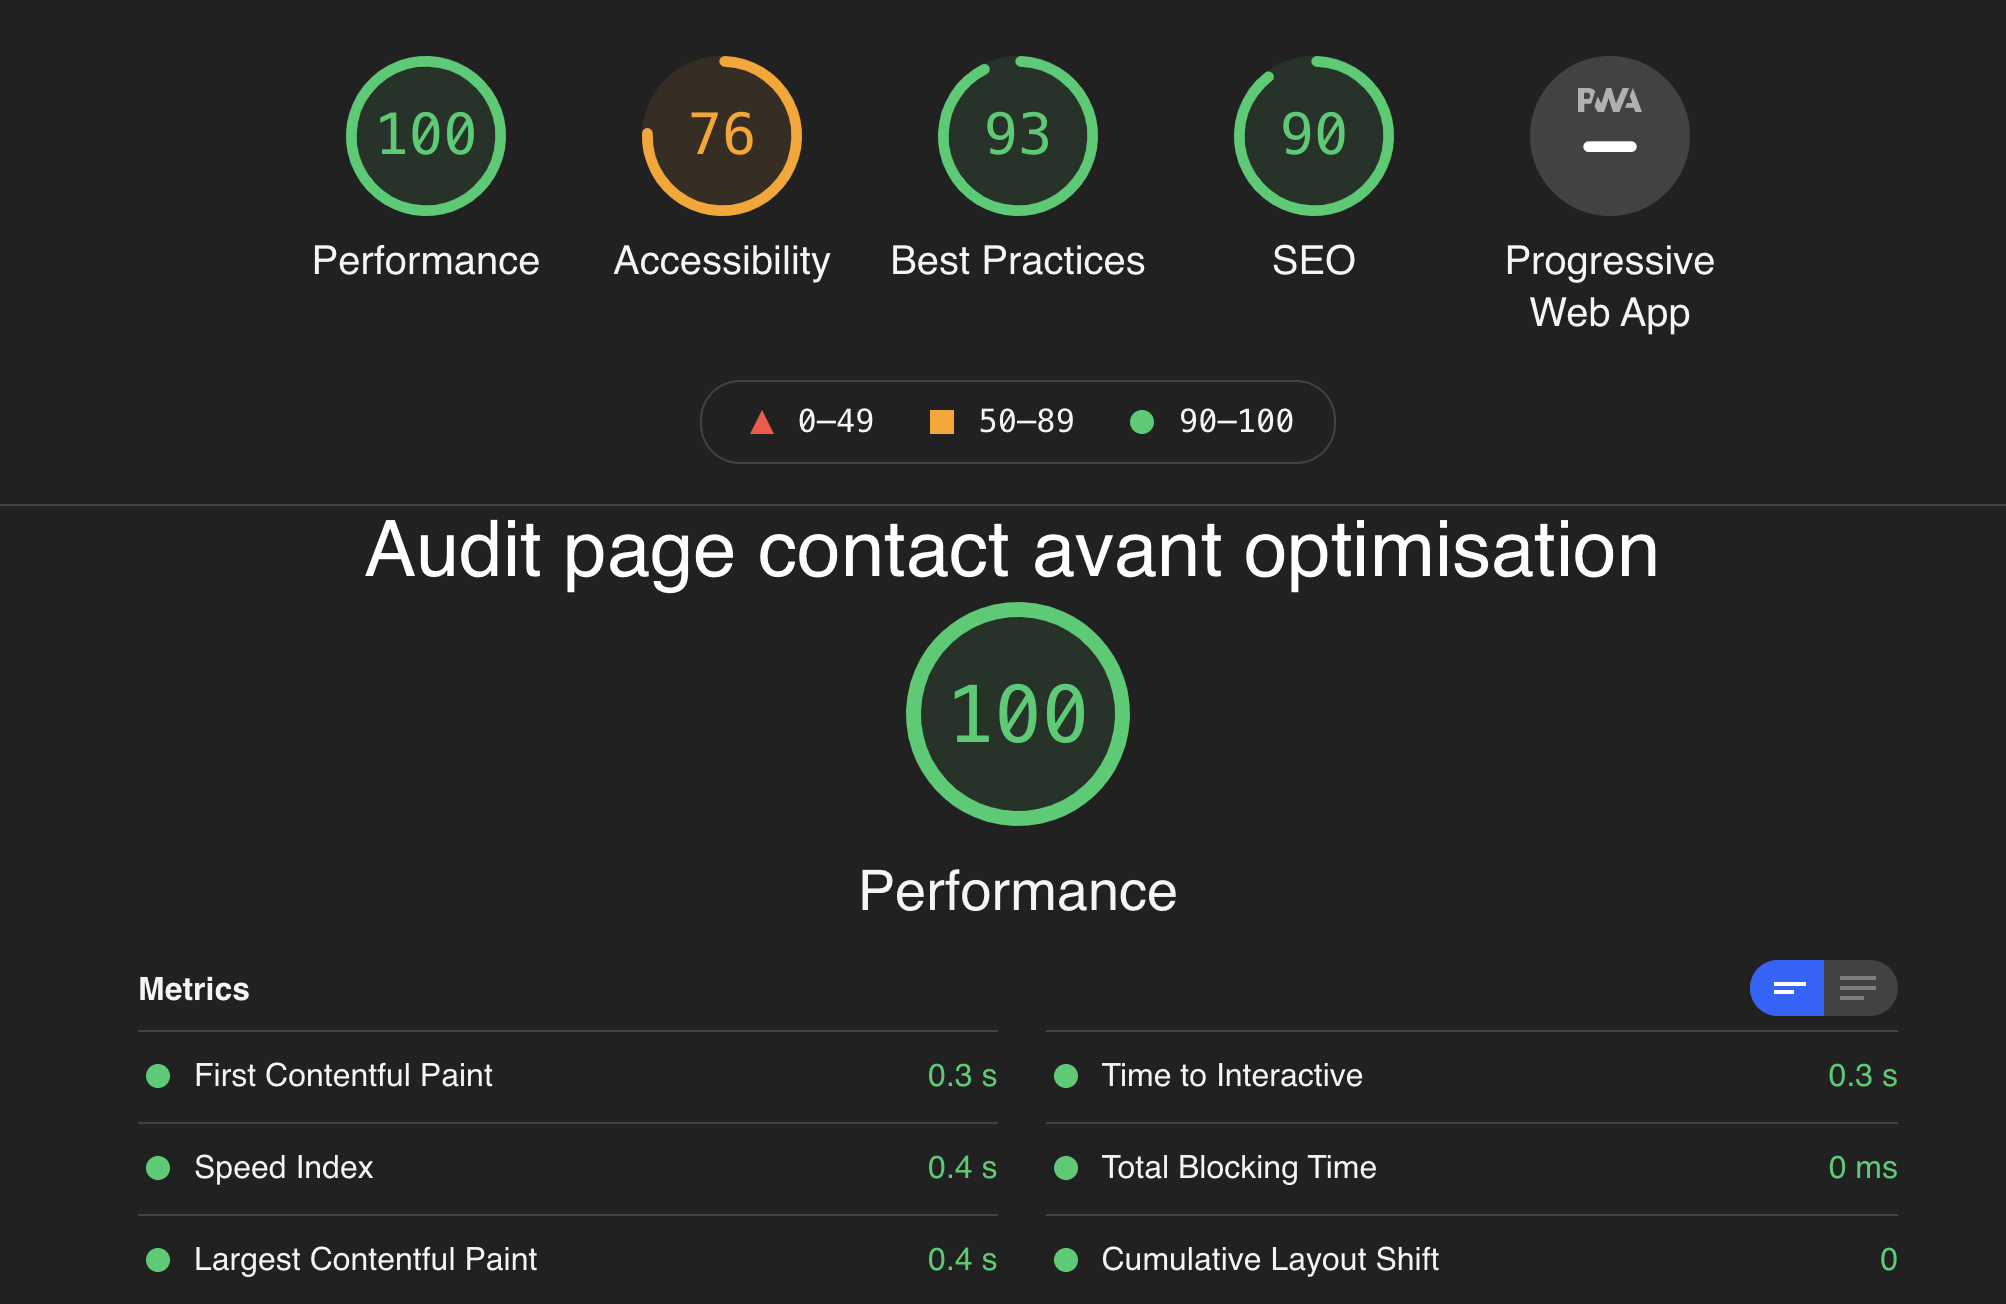 100 76 93 90 PWA
Performance Accessibility Best Practices SEO Progressive
Web App
0–49 50–89 90–100
Audit page contact avant optimisation
100
Performance
Metrics
First Contentful Paint 0.3 s
Time to Interactive 0.3 s
Speed Index 0.4 s
Total Blocking Time 0 ms
Largest Contentful Paint 0.4 s
Cumulative Layout Shift 0